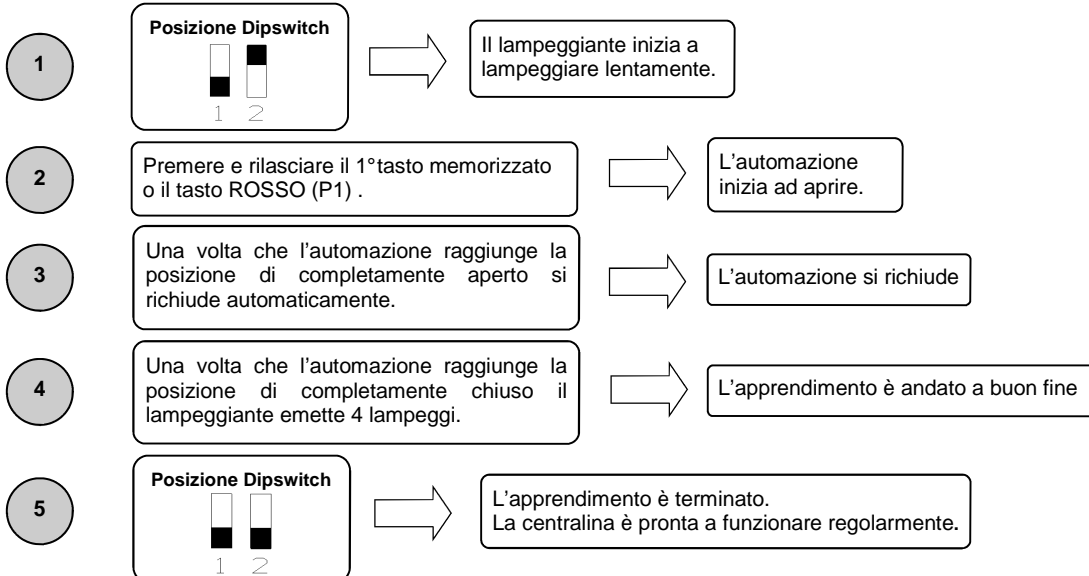 1
Posizione Dipswitch
1 2
Il lampeggiante inizia a
lampeggiare lentamente.
2
Premere e rilasciare il 1° tasto memorizzato
o il tasto ROSSO (P1) .
L'automazione
inizia ad aprire.
3
Una volta che l'automazione raggiunge la
posizione di completamente aperto si
richiude automaticamente.
L'automazione si richiude
4
Una volta che l'automazione raggiunge la
posizione di completamente chiuso il
lampeggiante emette 4 lampeggi.
L'apprendimento è andato a buon fine
5
Posizione Dipswitch
1 2
L'apprendimento è terminato.
La centralina è pronta a funzionare regolarmente.